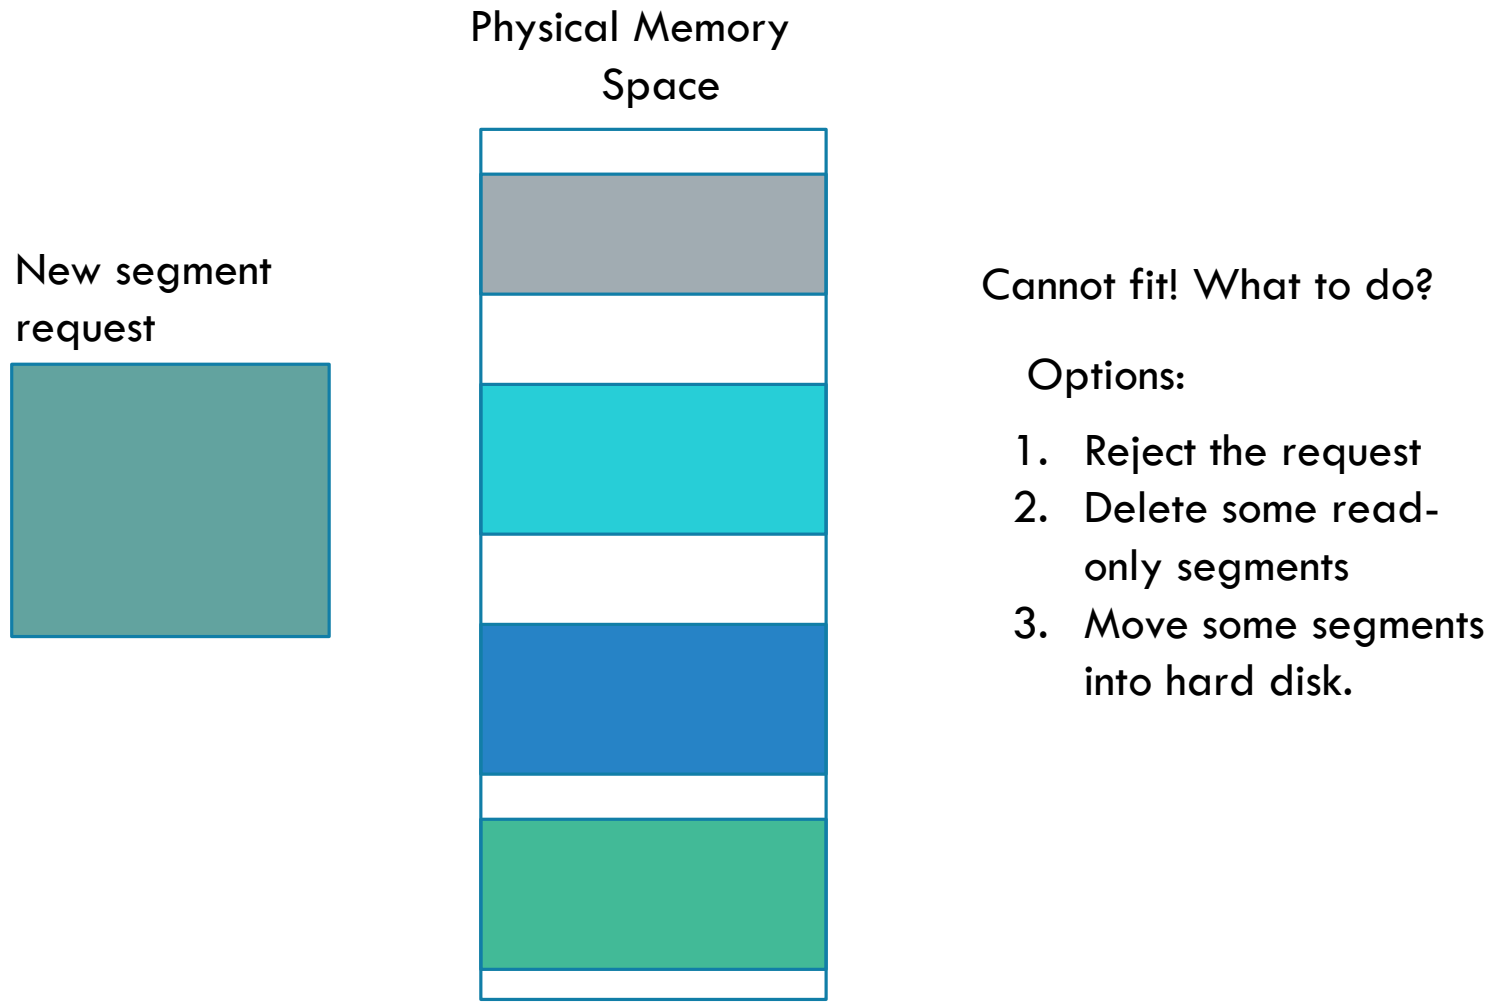 Physical Memory
Space
New segment
request
Cannot fit! What to do?
Options:
1. Reject the request
2. Delete some read-
only segments
3. Move some segments
into hard disk.